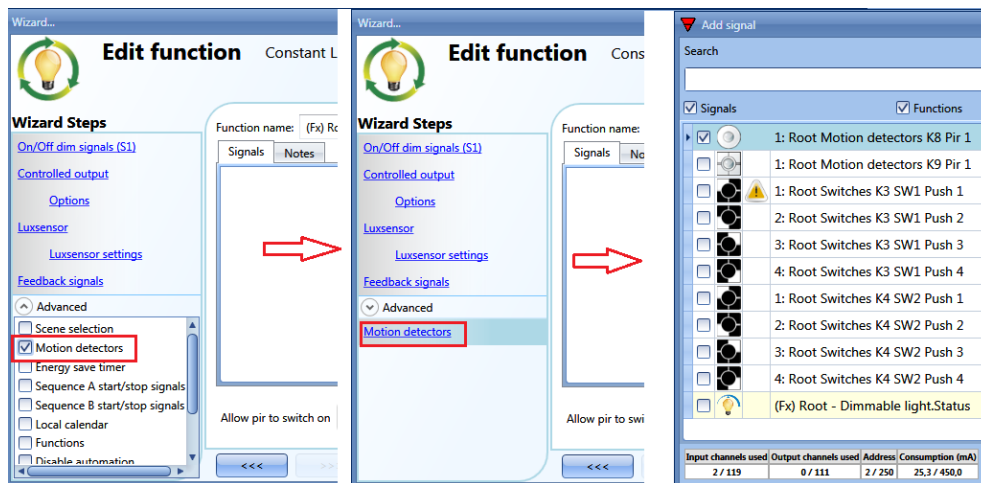 Wizard...
Edit function Constant L
Wizard Steps
On/Off dim signals (S1)
Controlled output
Options
Luxsensor
Luxsensor settings
Feedback signals
Advanced
Scene selection
Motion detectors
Energy save timer
Sequence A start/stop signals
Sequence B start/stop signals
Local calendar
Functions
Disable automation
Function name: (Fx) Ro
Signals Notes
Allow pir to switch on
<<< >>
Wizard...
Edit function Cons
Wizard Steps
On/Off dim signals (S1)
Controlled output
Options
Luxsensor
Luxsensor settings
Feedback signals
Advanced
Motion detectors
Function name:
Signals No
Allow pir to swi
<<<
Add signal
Search
Signals Functions
1: Root Motion detectors K8 Pir 1
1: Root Motion detectors K9 Pir 1
1: Root Switches K3 SW1 Push 1
2: Root Switches K3 SW1 Push 2
3: Root Switches K3 SW1 Push 3
4: Root Switches K3 SW1 Push 4
1: Root Switches K4 SW2 Push 1
2: Root Switches K4 SW2 Push 2
3: Root Switches K4 SW2 Push 3
4: Root Switches K4 SW2 Push 4
(Fx) Root - Dimmable light.Status
Input channels used Output channels used Address Consumption (mA)
2 / 119 0 / 111 2 / 250 25,3 / 450,0